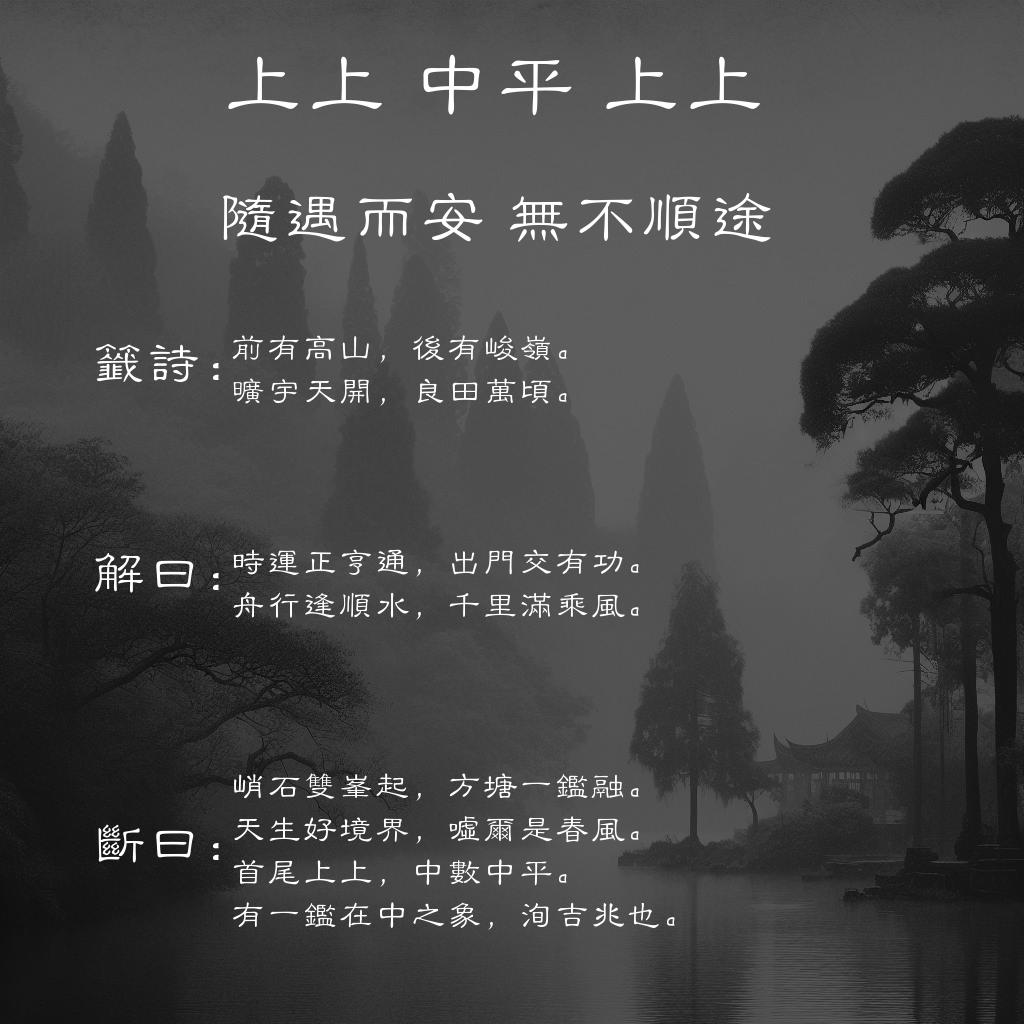 上上 中平 上上
隨遇而安 無不順途
籤詩：
前有高山，後有峻嶺。
曠宇天開，良田萬頃。
解曰：
時運正亨通，出門交有功。
舟行逢順水，千里滿乘風。
斷曰：
峭石雙峯起，方塘一鑑融。
天生好境界，噓爾是春風。
首尾上上，中數中平。
有一鑑在中之象，洵吉兆也。